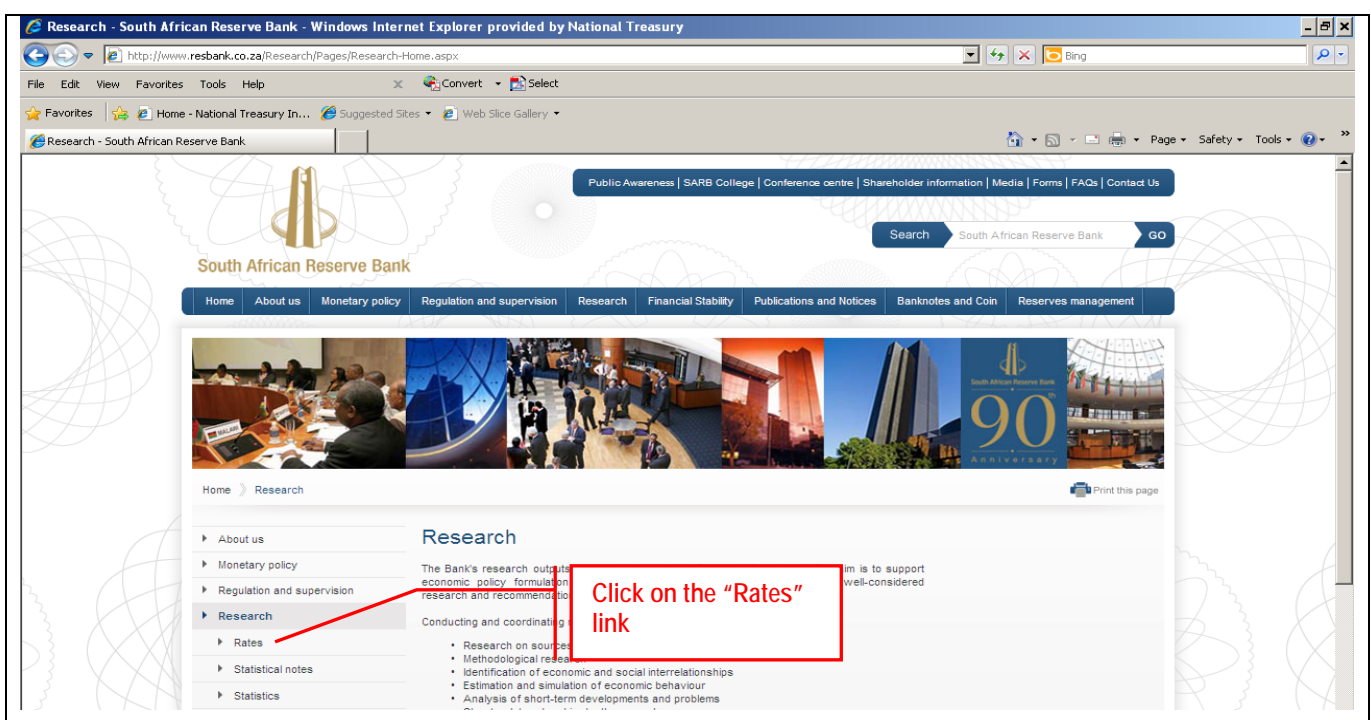 Research - South African Reserve Bank - Windows Internet Explorer provided by National Treasury
http://www.resbank.co.za/Research/Pages/Research-Home.aspx
Bing
File Edit View Favorites Tools Help x Convert Select
Favorites Home - National Treasury In... Suggested Sites Web Slice Gallery
Research - South African Reserve Bank
Page Safety Tools »
Public Awareness | SARB College | Conference centre | Shareholder information | Media | Forms | FAQs | Contact Us
Search South African Reserve Bank GO
South African Reserve Bank
Home About us Monetary policy Regulation and supervision Research Financial Stability Publications and Notices Banknotes and Coin Reserves management
MALAWI
South African Reserve Bank
90th
Anniversary
Home Research
Print this page
About us
Monetary policy
Regulation and supervision
Research
Rates
Statistical notes
Statistics
Research
The Bank's research outputs im is to support
economic policy formulation well-considered
research and recommendatio
Conducting and coordinating
• Research on sources
• Methodological resea
• Identification of economic and social interrelationships
• Estimation and simulation of economic behaviour
• Analysis of short-term developments and problems
Click on the “Rates”
link